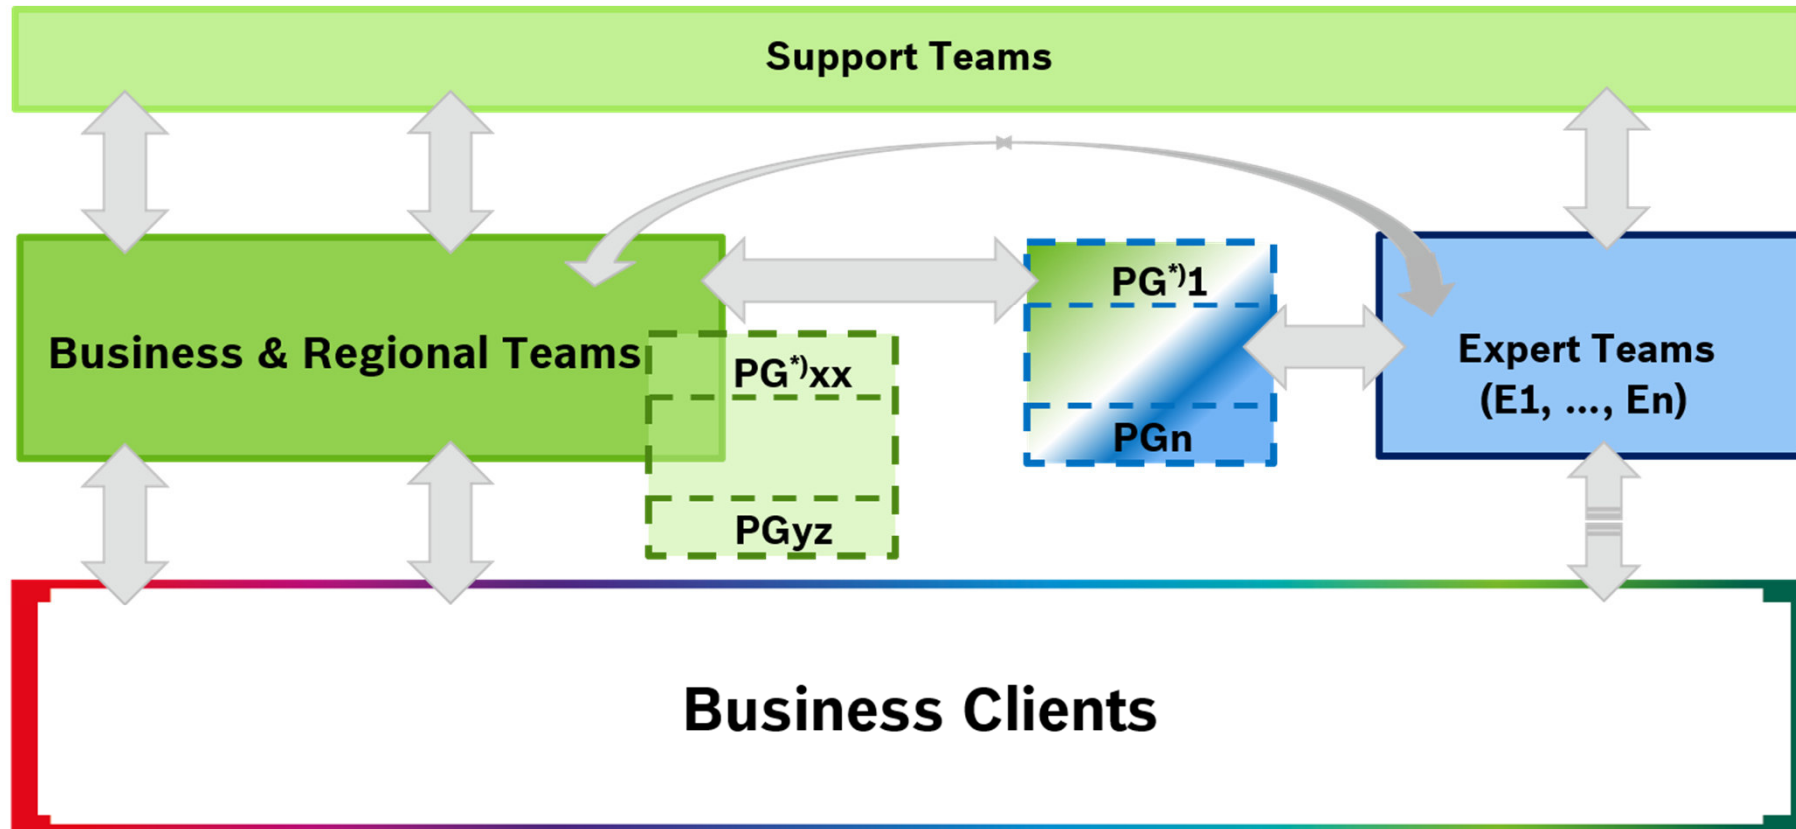 Support Teams
PG*)1
Business & Regional Teams
PG*)xx
Expert Teams
(E1, ..., En)
PGn
PGyz
Business Clients